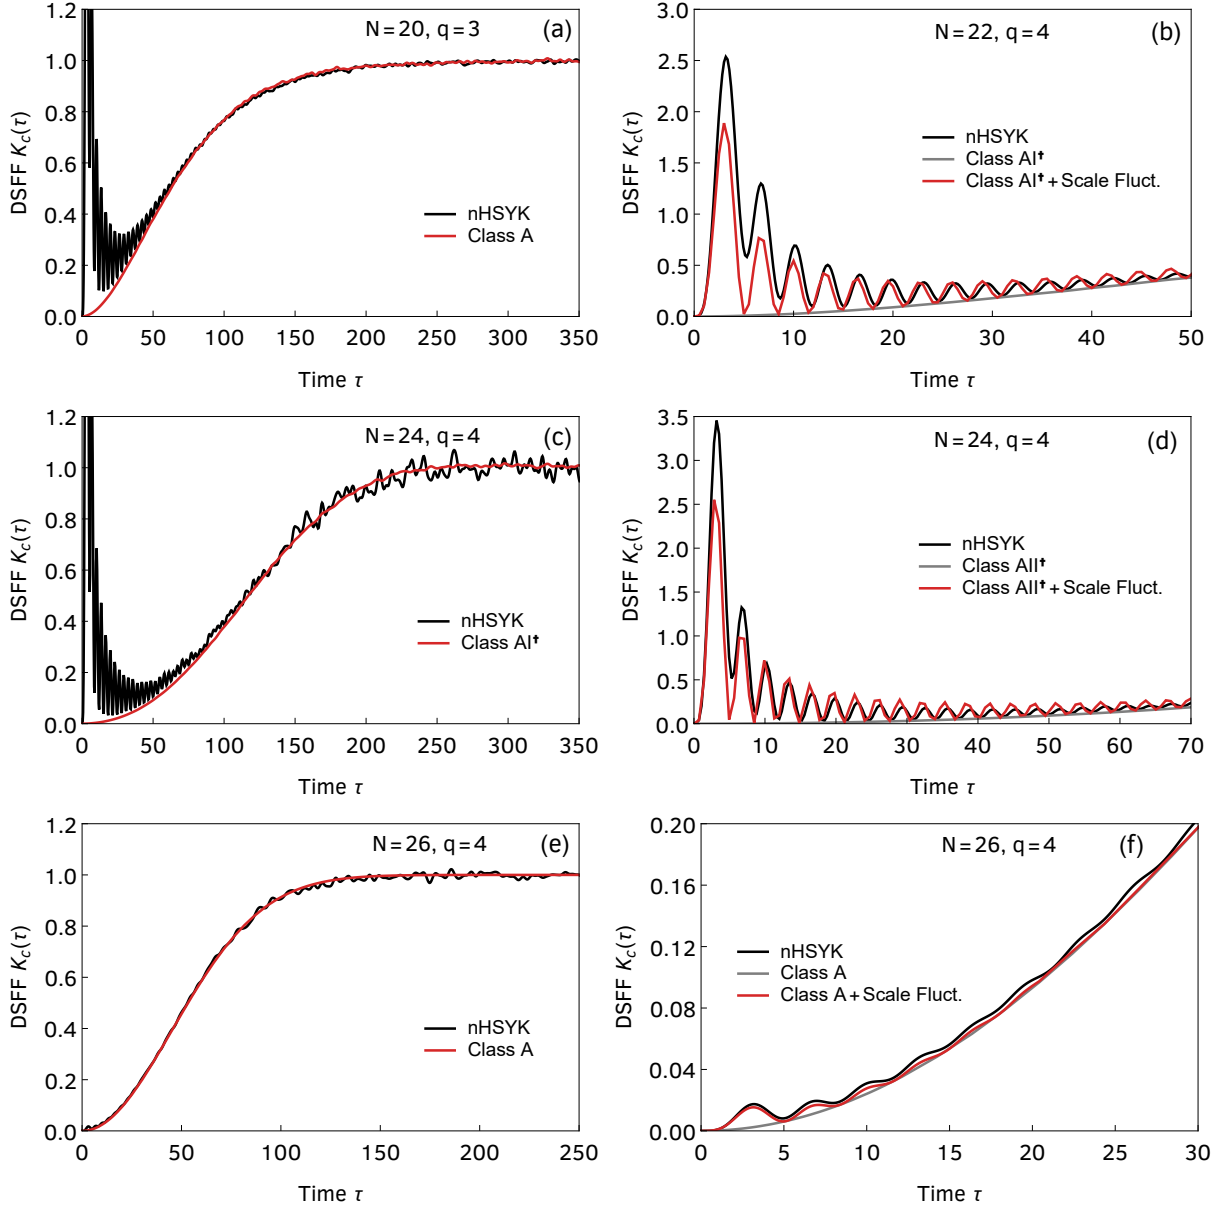 N=20, q=3
(a)
1.2
1.0
0.8
0.6
0.4
0.2
0.0
DSFF K_c(τ)
nHSYK
Class A
0 50 100 150 200 250 300 350
Time τ
N=22, q=4
(b)
3.0
2.5
2.0
1.5
1.0
0.5
0.0
DSFF K_c(τ)
nHSYK
Class AI†
Class AI† + Scale Fluct.
0 10 20 30 40 50
Time τ
N=24, q=4
(c)
1.2
1.0
0.8
0.6
0.4
0.2
0.0
DSFF K_c(τ)
nHSYK
Class AI†
0 50 100 150 200 250 300 350
Time τ
N=24, q=4
(d)
3.5
3.0
2.5
2.0
1.5
1.0
0.5
0.0
DSFF K_c(τ)
nHSYK
Class AII†
Class AII† + Scale Fluct.
0 10 20 30 40 50 60 70
Time τ
N=26, q=4
(e)
1.2
1.0
0.8
0.6
0.4
0.2
0.0
DSFF K_c(τ)
nHSYK
Class A
0 50 100 150 200 250
Time τ
N=26, q=4
(f)
0.20
0.16
0.12
0.08
0.04
0.00
DSFF K_c(τ)
nHSYK
Class A
Class A + Scale Fluct.
0 5 10 15 20 25 30
Time τ